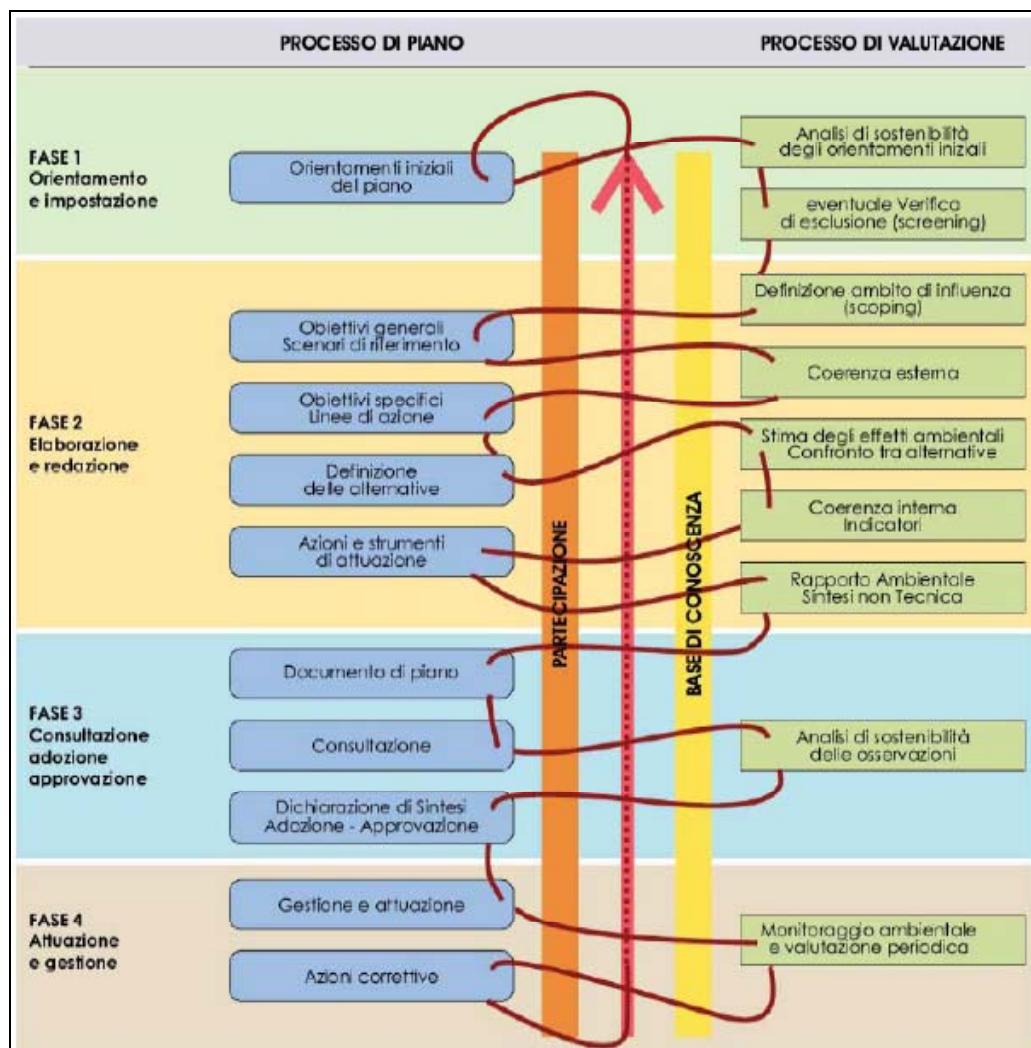 PROCESSO DI PIANO
PROCESSO DI VALUTAZIONE
FASE 1
Orientamento
e impostazione
Orientamenti iniziali
del piano
Analisi di sostenibilità
degli orientamenti iniziali
eventuale Verifica
di esclusione (screening)
FASE 2
Elaborazione
e redazione
Definizione ambito di influenza
(scoping)
Obiettivi generali
Scenari di riferimento
Coerenza esterna
Obiettivi specifici
Linee di azione
Stima degli effetti ambientali
Confronto tra alternative
Definizione
delle alternative
Coerenza interna
Indicatori
Azioni e strumenti
di attuazione
Rapporto Ambientale
Sintesi non Tecnica
PARTECIPAZIONE
BASE DI CONOSCENZA
FASE 3
Consultazione
adozione
approvazione
Documento di piano
Consultazione
Analisi di sostenibilità
delle osservazioni
Dichiarazione di Sintesi
Adozione - Approvazione
FASE 4
Attuazione
e gestione
Gestione e attuazione
Monitoraggio ambientale
e valutazione periodica
Azioni correttive